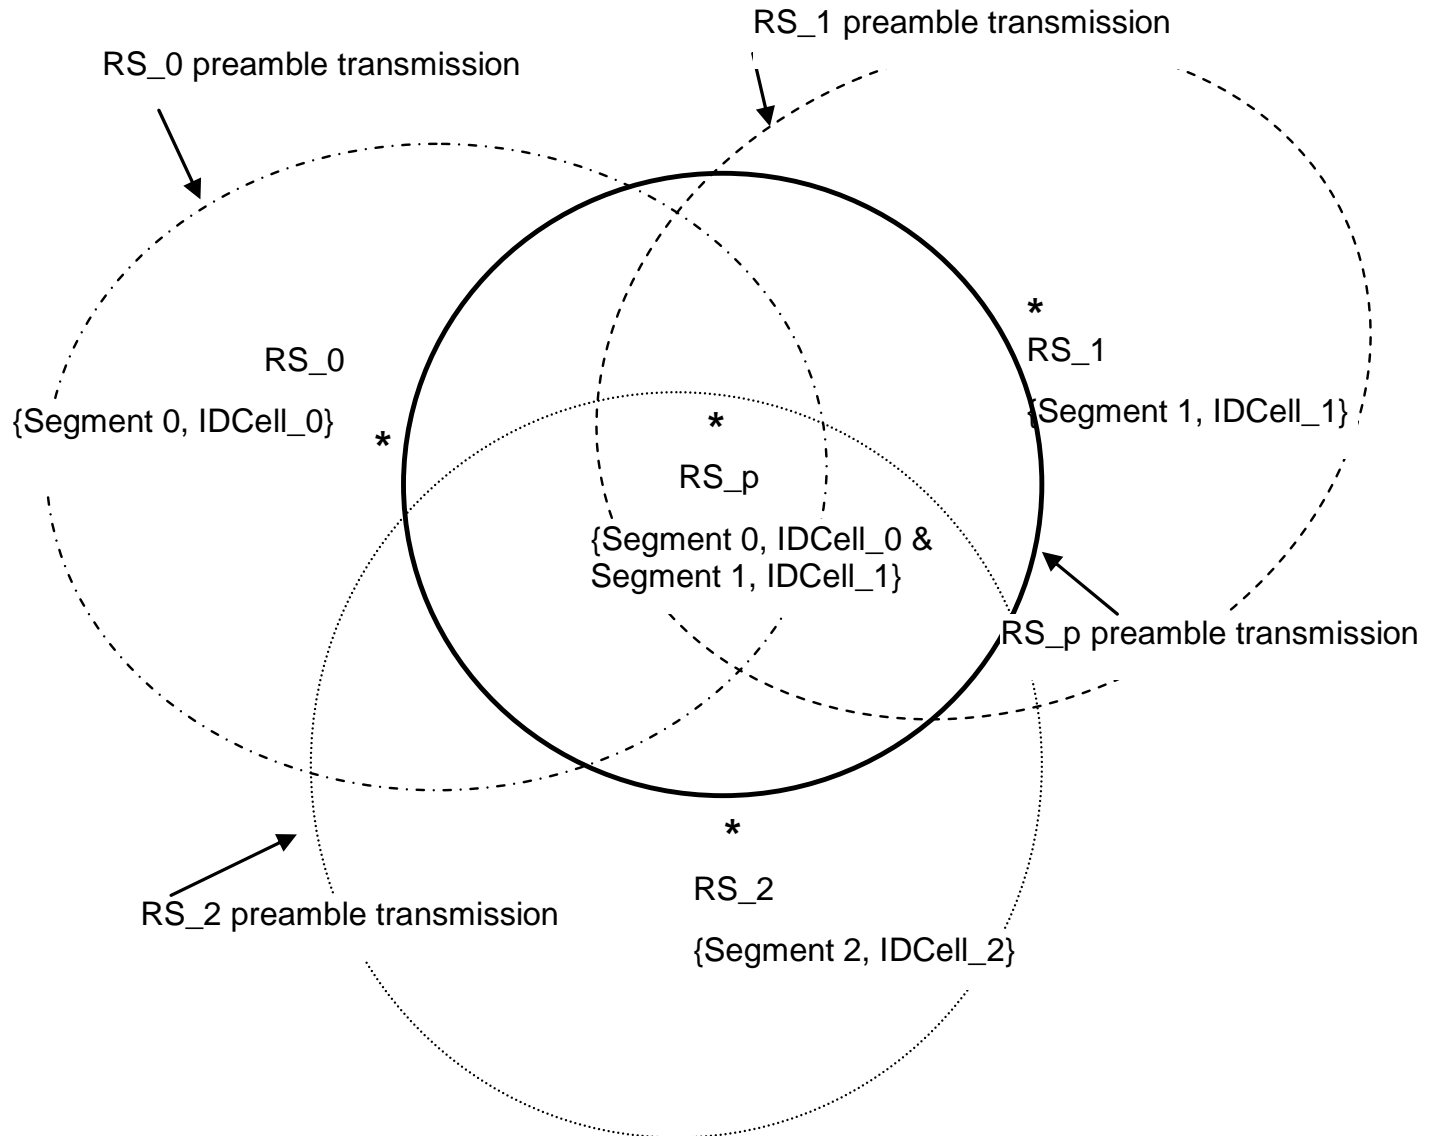 RS_1 preamble transmission
RS_0 preamble transmission
*
RS_1
RS_0
{Segment 0, IDCell_0}
*
{Segment 1, IDCell_1}
*
RS_p
{Segment 0, IDCell_0 &
Segment 1, IDCell_1}
RS_p preamble transmission
*
RS_2
RS_2 preamble transmission
{Segment 2, IDCell_2}